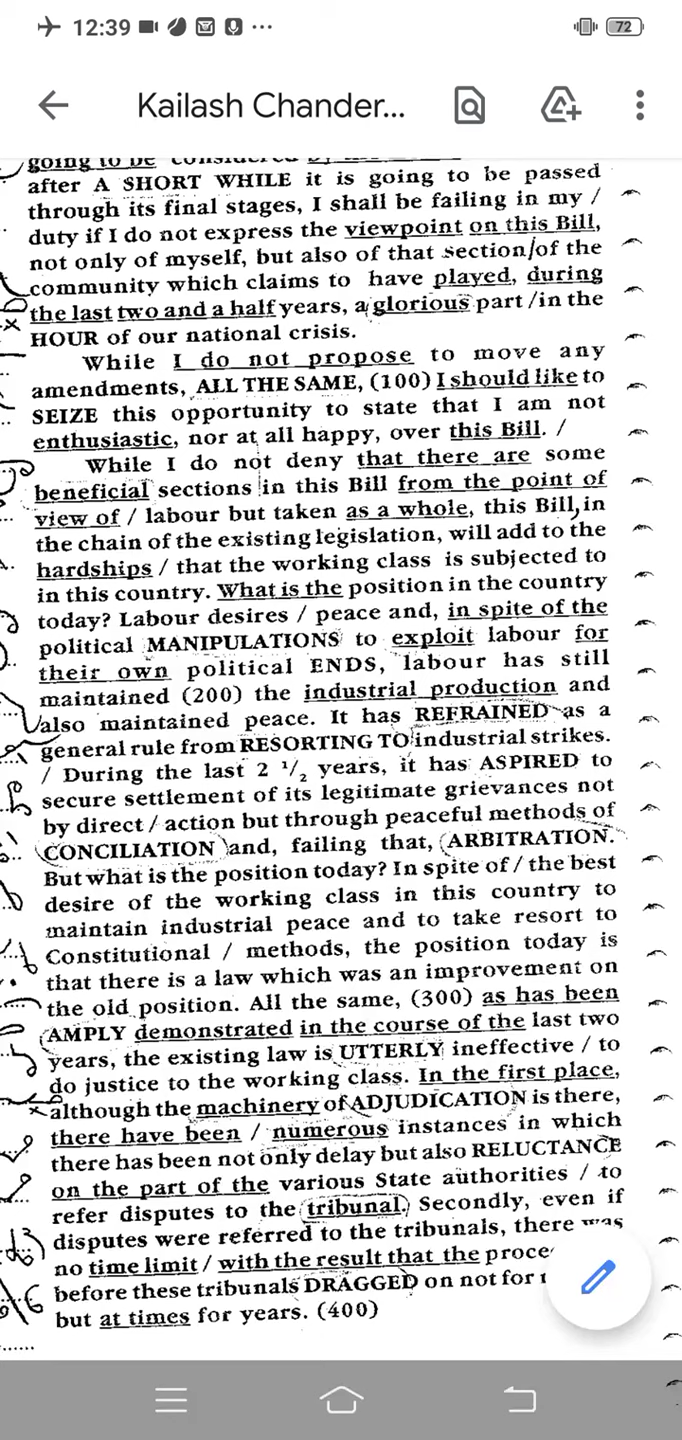 12:39
72
Kailash Chander...
going to be considered by
after A SHORT WHILE it is going to be passed
through its final stages, I shall be failing in my /
duty if I do not express the viewpoint on this Bill,
not only of myself, but also of that section/of the
community which claims to have played, during
the last two and a half years, a glorious part /in the
HOUR of our national crisis.
While I do not propose to move any
amendments, ALL THE SAME, (100) I should like to
SEIZE this opportunity to state that I am not
enthusiastic, nor at all happy, over this Bill. /
While I do not deny that there are some
beneficial sections in this Bill from the point of
view of / labour but taken as a whole, this Bill, in
the chain of the existing legislation, will add to the
hardships / that the working class is subjected to
in this country. What is the position in the country
today? Labour desires / peace and, in spite of the
political MANIPULATIONS to exploit labour for
their own political ENDS, labour has still
maintained (200) the industrial production and
also maintained peace. It has REFRAINED as a
general rule from RESORTING TO industrial strikes.
/ During the last 2 1/2 years, it has ASPIRED to
secure settlement of its legitimate grievances not
by direct / action but through peaceful methods of
CONCILIATION and, failing that, ARBITRATION.
But what is the position today? In spite of / the best
desire of the working class in this country to
maintain industrial peace and to take resort to
Constitutional / methods, the position today is
that there is a law which was an improvement on
the old position. All the same, (300) as has been
AMPLY demonstrated in the course of the last two
years, the existing law is UTTERLY ineffective / to
do justice to the working class. In the first place,
although the machinery of ADJUDICATION is there,
there have been / numerous instances in which
there has been not only delay but also RELUCTANCE
on the part of the various State authorities / to
refer disputes to the tribunal. Secondly, even if
disputes were referred to the tribunals, there was
no time limit / with the result that the proce
before these tribunals DRAGGED on not for
but at times for years. (400)